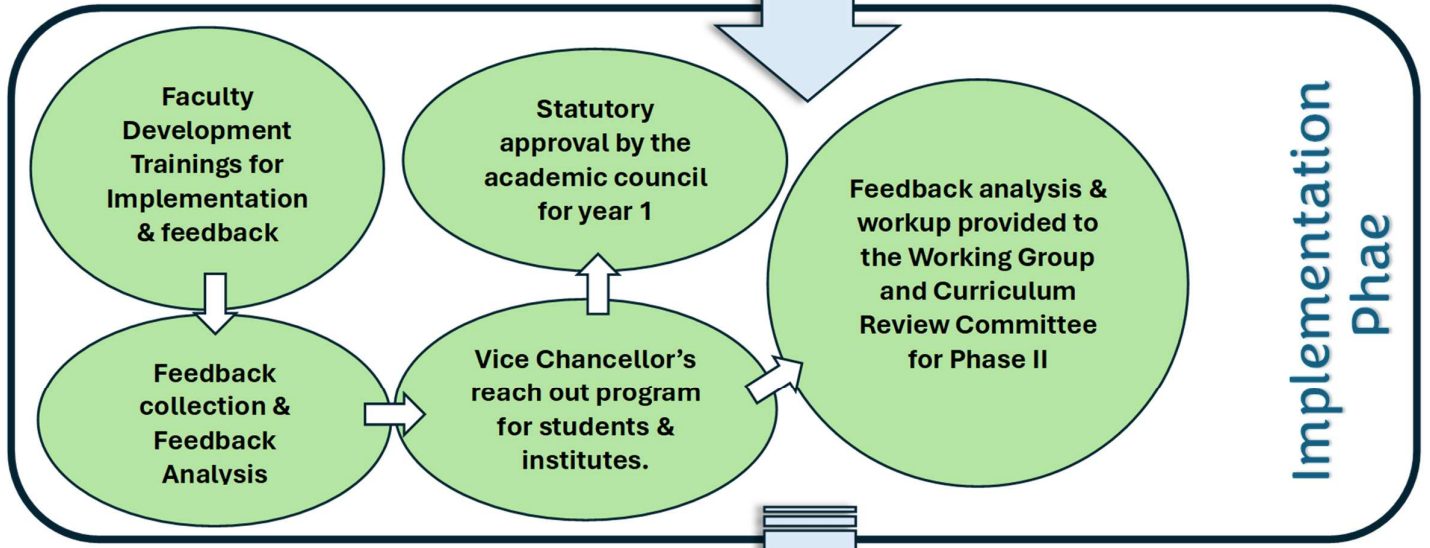 Faculty
Development
Trainings for
Implementation
& feedback
Feedback
collection &
Feedback
Analysis
Vice Chancellor’s
reach out program
for students &
institutes.
Statutory
approval by the
academic council
for year 1
Feedback analysis &
workup provided to
the Working Group
and Curriculum
Review Committee
for Phase II
Implementation
Phae